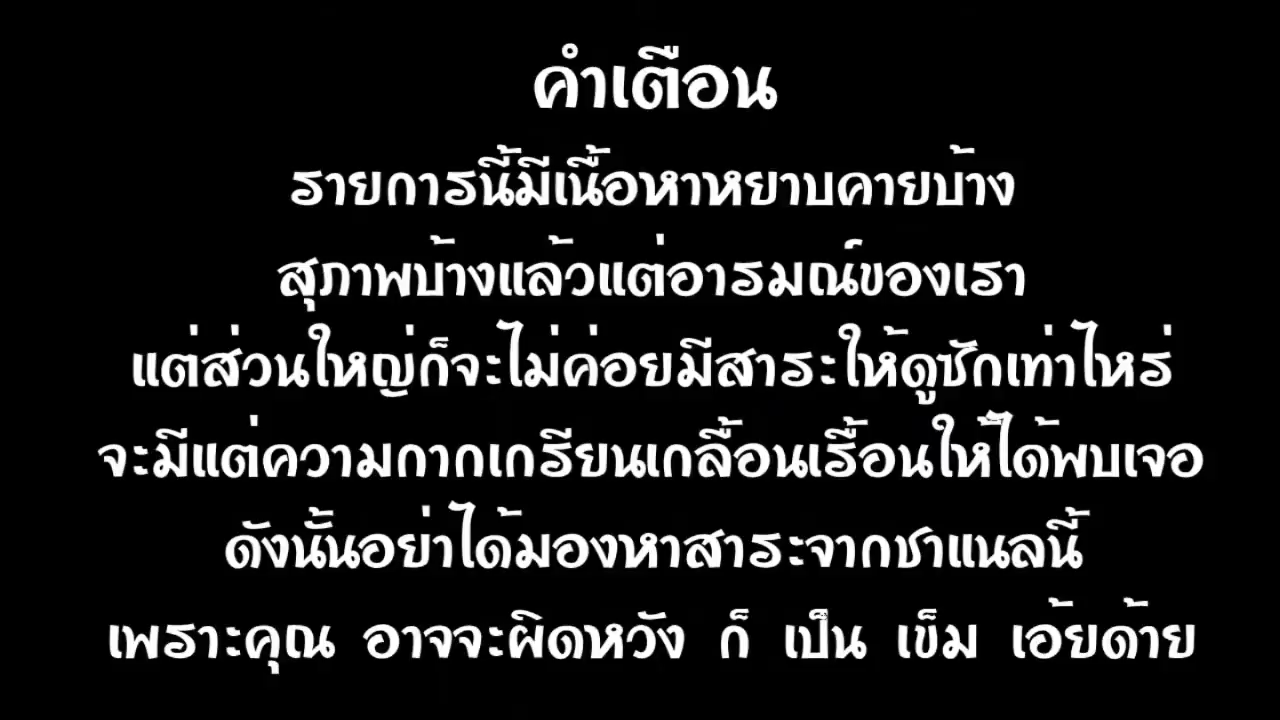 คำเตือน
รายการนี้มีเนื้อหาหยาบคายบ้าง
สุภาพบ้างแล้วแต่อารมณ์ของเรา
แต่ส่วนใหญ่ก็จะไม่ค่อยมีสาระให้ดูซักเท่าไหร่
จะมีแต่ความกากเกรียนเกลื้อนเรื้อนให้ได้พบเจอ
ดังนั้นอย่าได้มองหาสาระจากชาแนลนี้
เพราะคุณ อาจจะผิดหวัง ก็ เป็น เข็ม เอ้ยด้าย